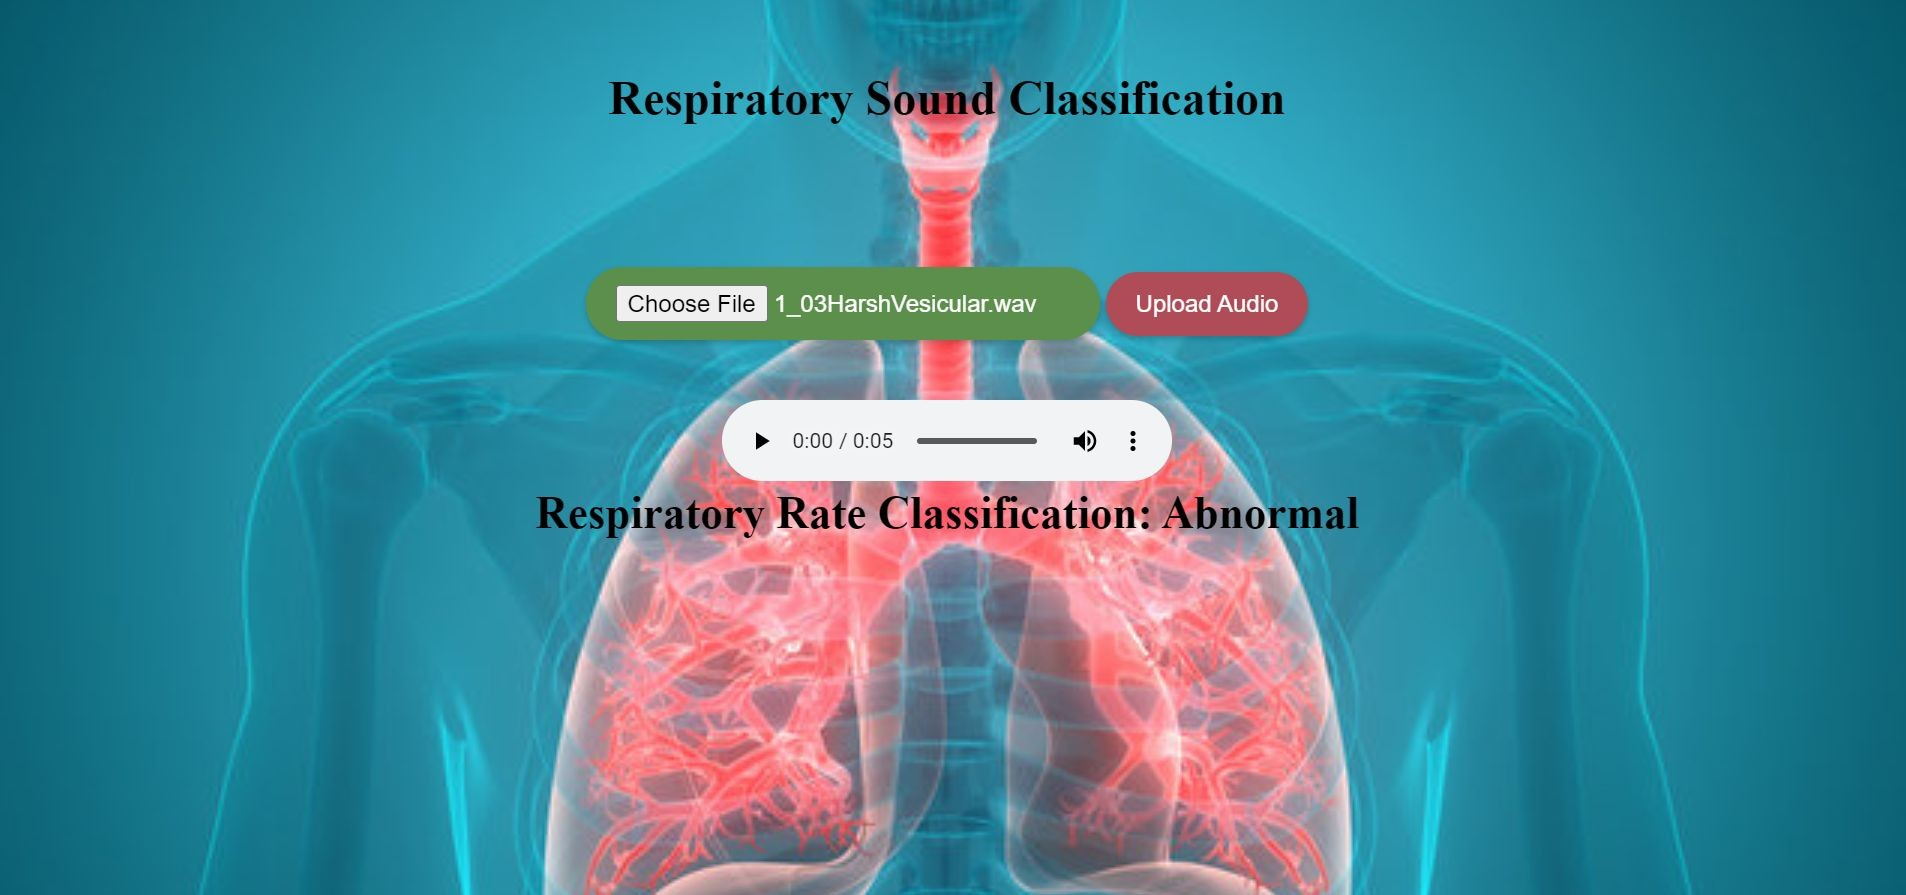 Respiratory Sound Classification
Choose File 1_03HarshVesicular.wav Upload Audio
0:00 / 0:05
Respiratory Rate Classification: Abnormal